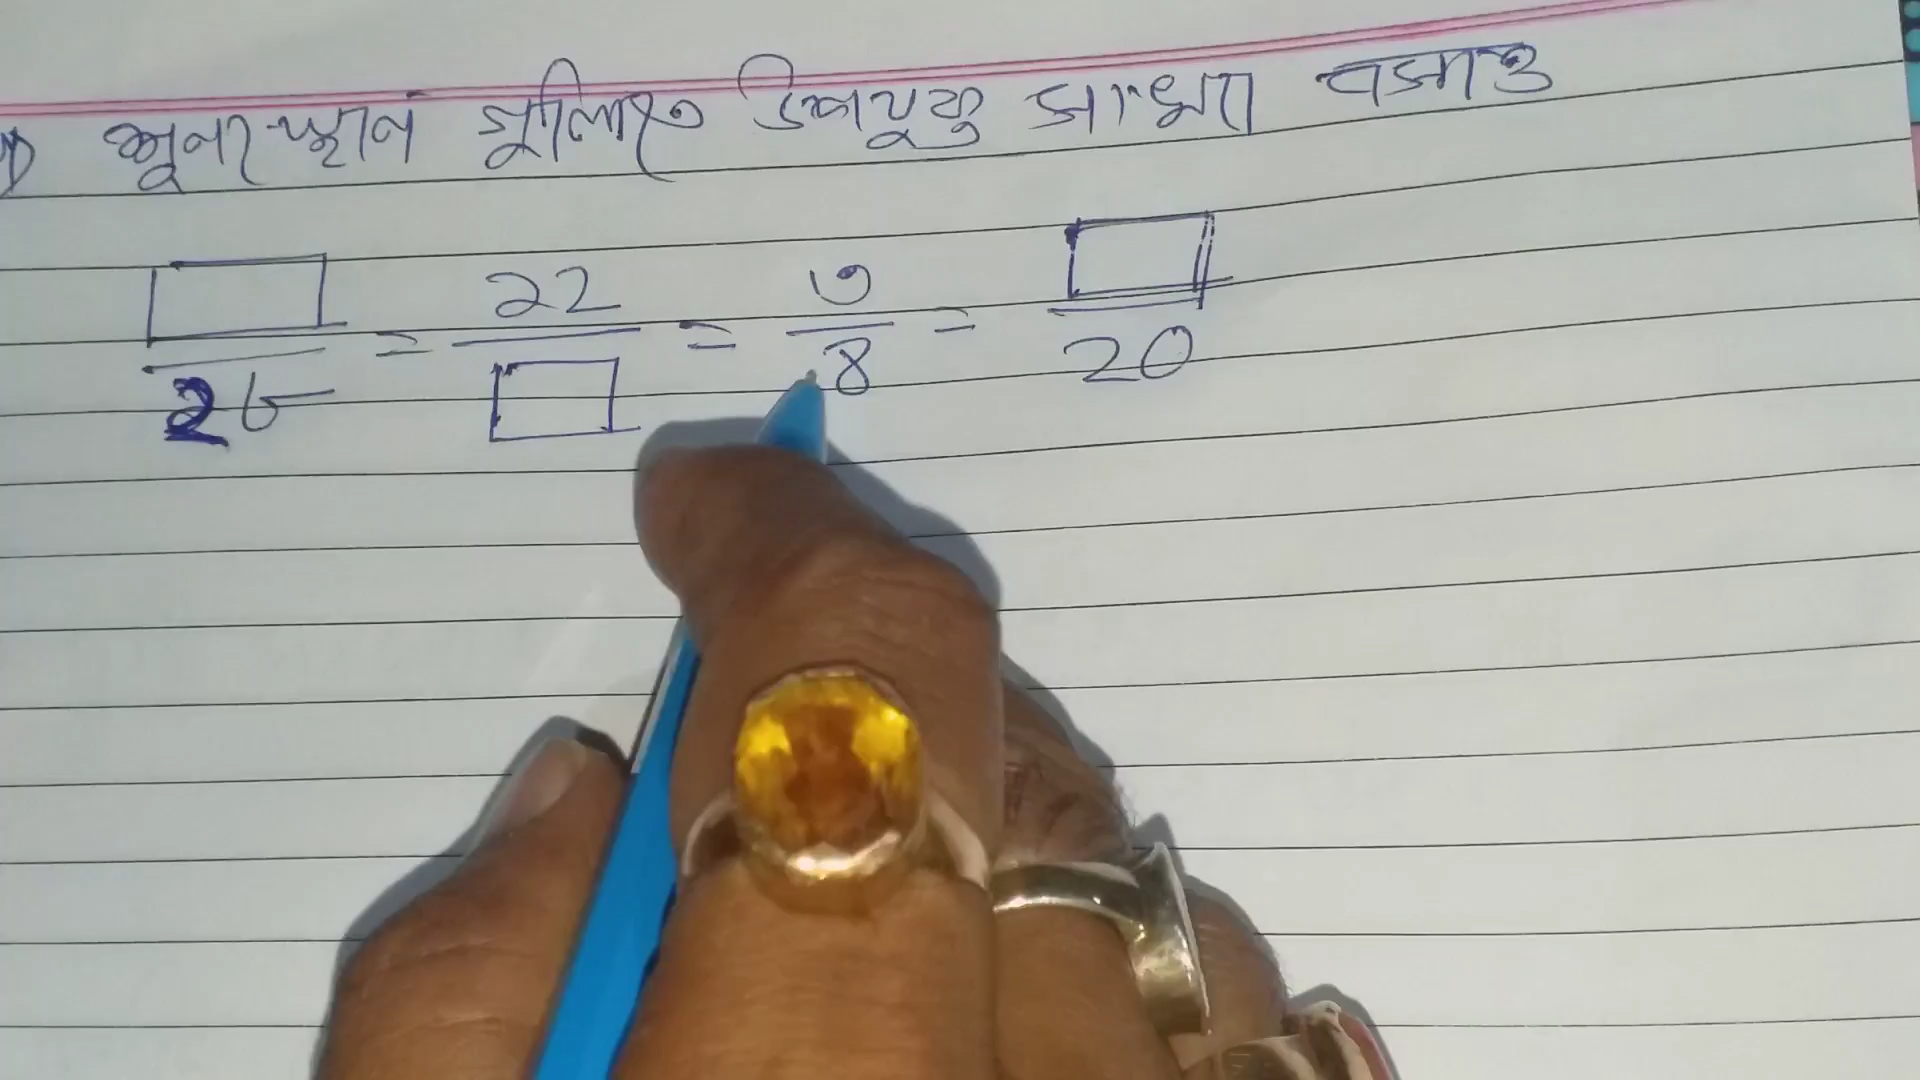 শূন্যস্থান গুলিতে উপযুক্ত সংখ্যা বসাও
□/২৮ = ২২/□ = ৩/৪ = □/২০